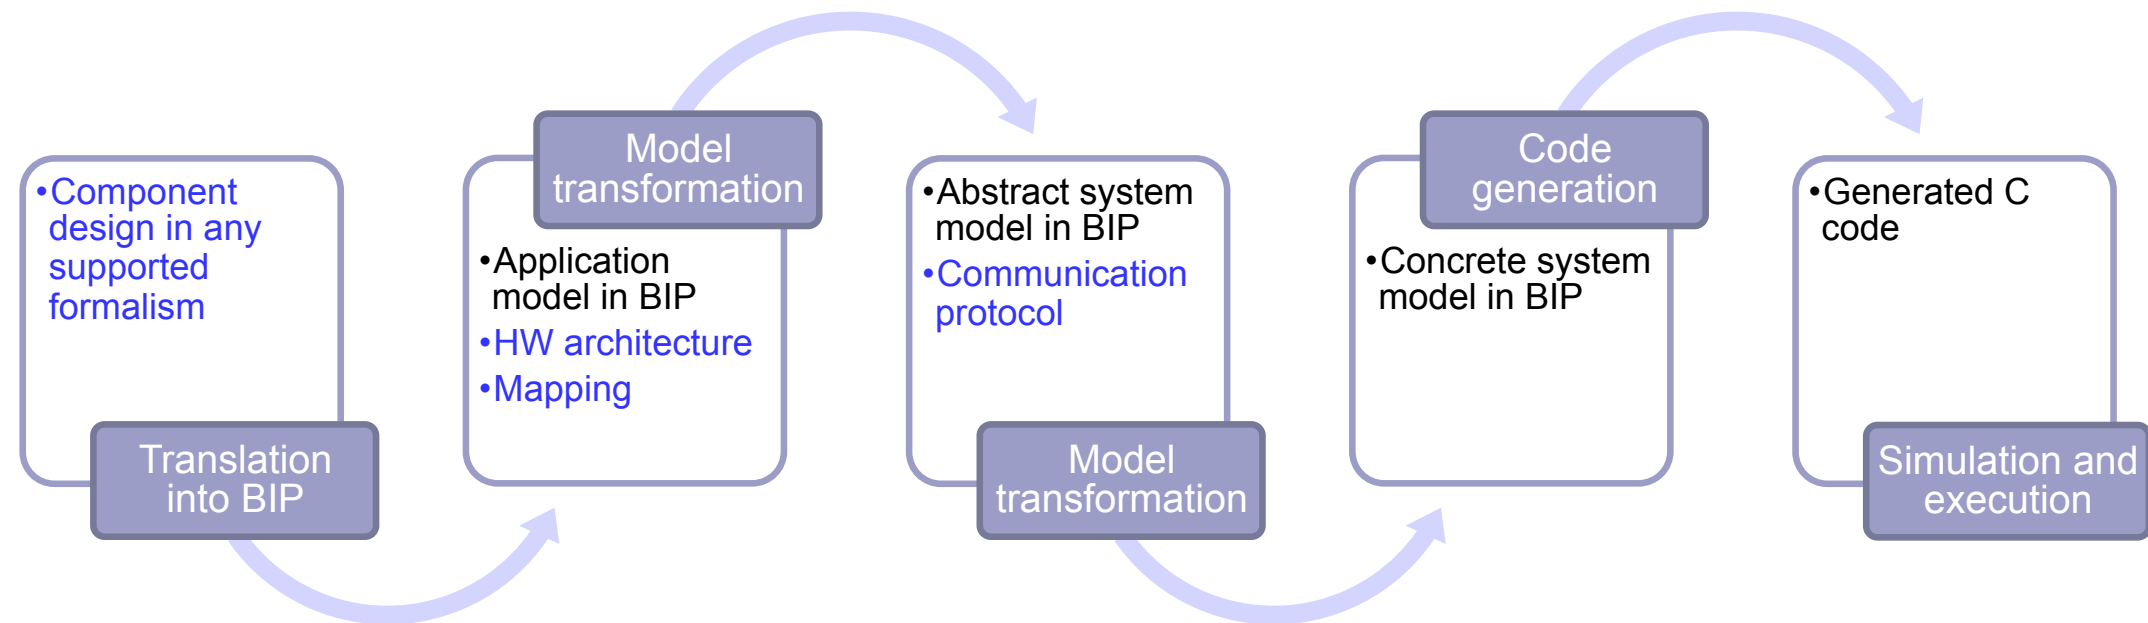 •Component
design in any
supported
formalism
Translation
into BIP
Model
transformation
•Application
model in BIP
•HW architecture
•Mapping
•Abstract system
model in BIP
•Communication
protocol
Model
transformation
Code
generation
•Concrete system
model in BIP
•Generated C
code
Simulation and
execution